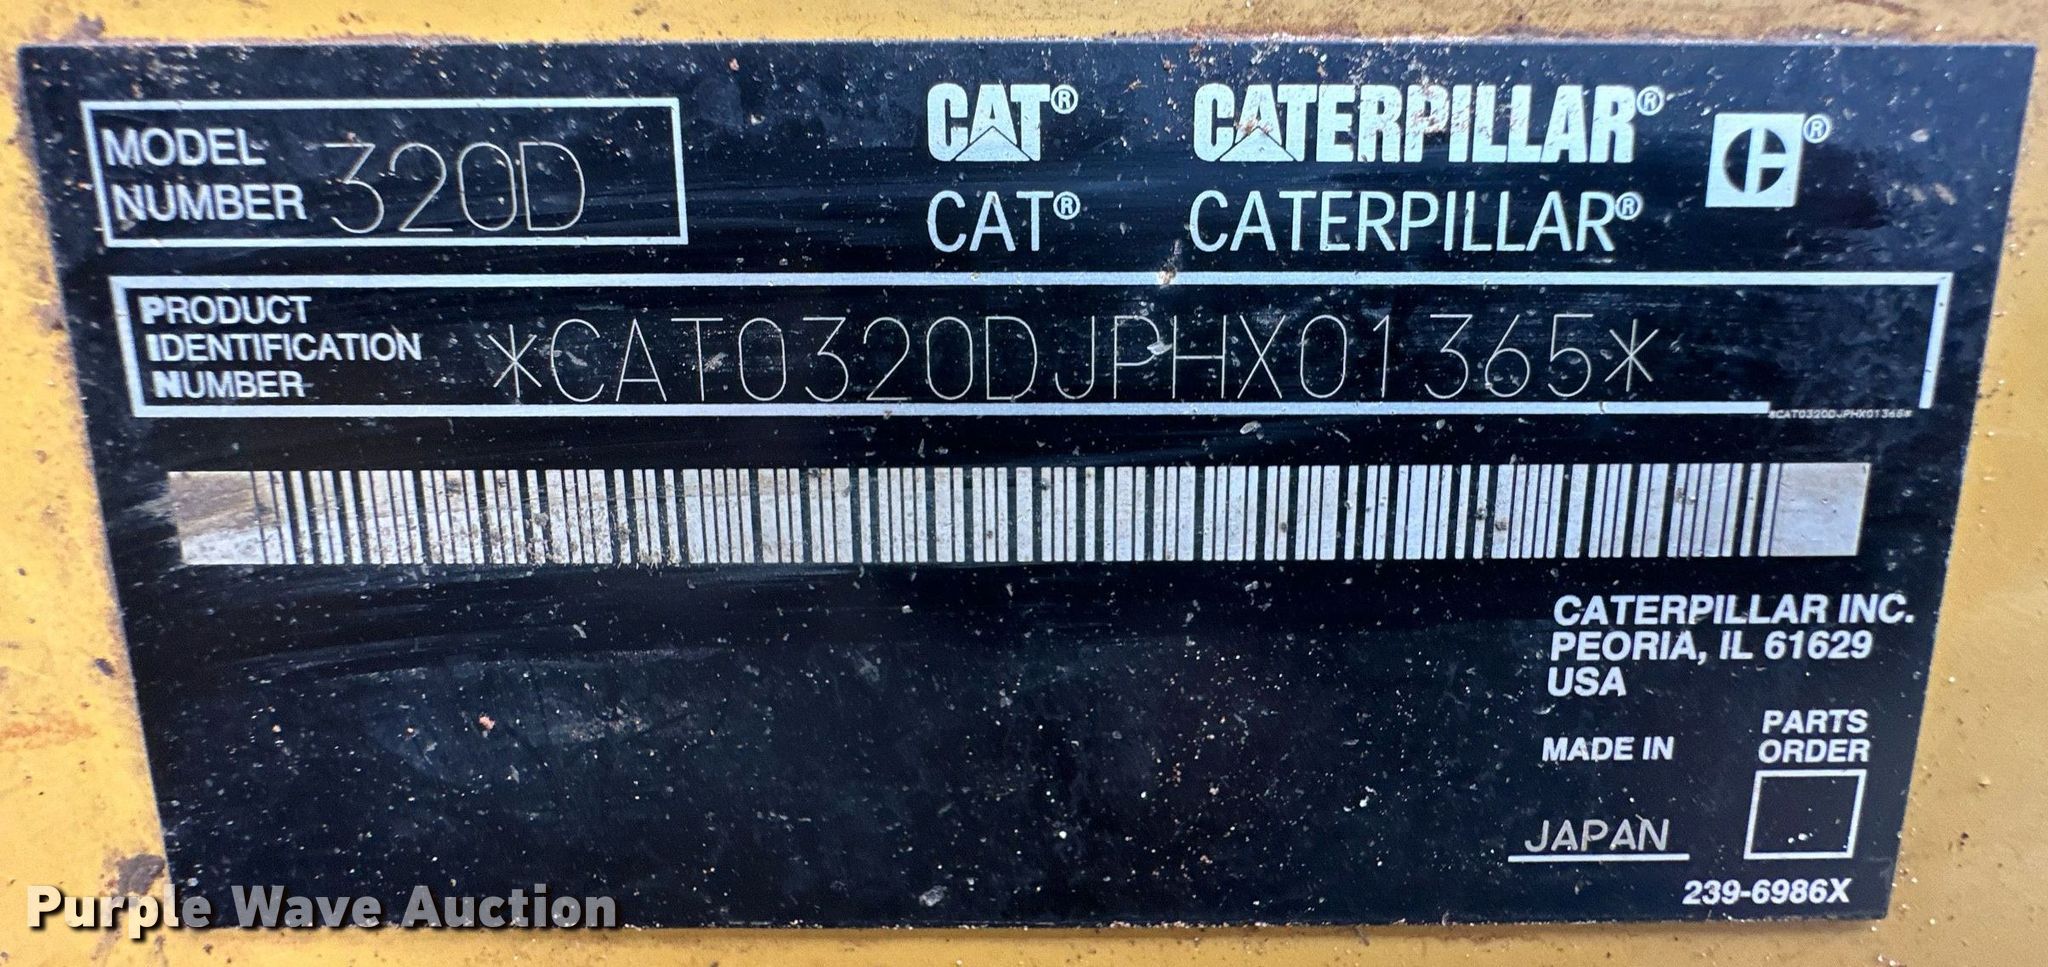 MODEL
NUMBER 320D
CAT® CATERPILLAR® ®
CAT® CATERPILLAR®
PRODUCT
IDENTIFICATION
NUMBER
*CAT0320DJPHX01365*
*CAT0320DJPHX01365*
CATERPILLAR INC.
PEORIA, IL 61629
USA
MADE IN
JAPAN
PARTS
ORDER
239-6986X
Purple Wave Auction